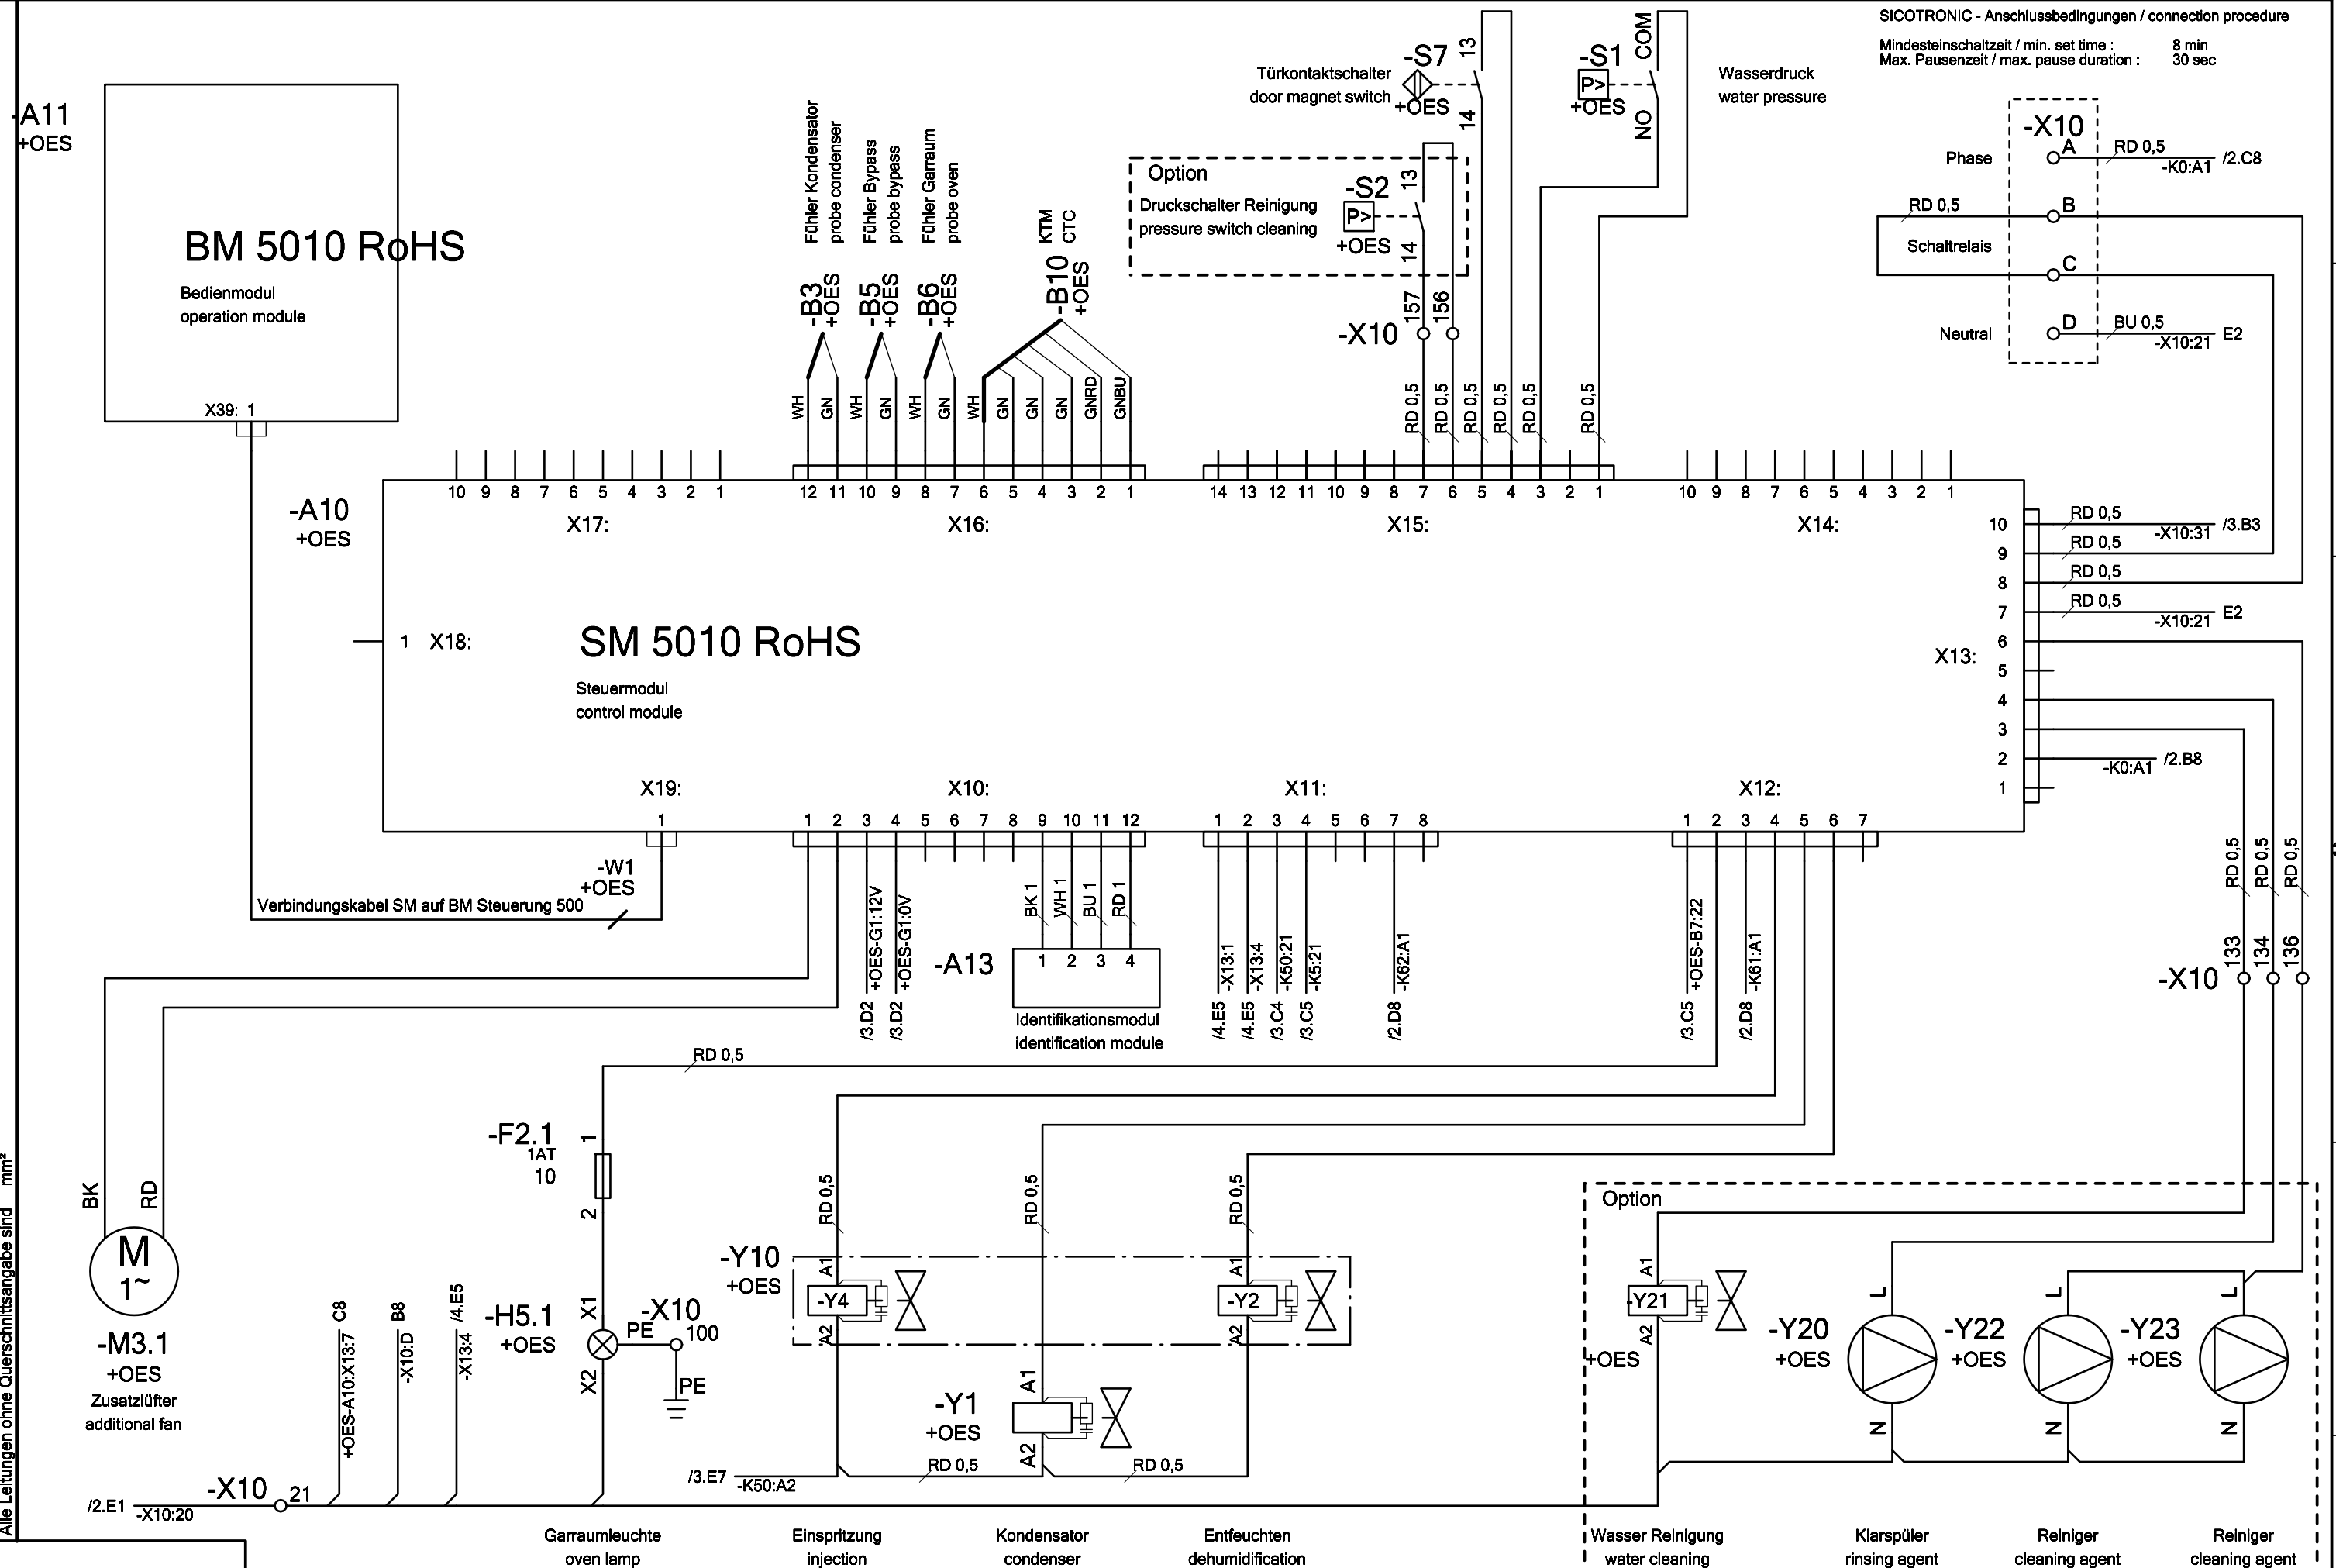 SICOTRONIC - Anschlussbedingungen / connection procedure
Mindesteinschaltzeit / min. set time : 8 min
Max. Pausenzeit / max. pause duration : 30 sec
-A11
+OES
BM 5010 RoHS
Bedienmodul
operation module
X39: 1
Fühler Kondensator
probe condenser
Fühler Bypass
probe bypass
Fühler Garraum
probe oven
KTM
CTC
-B3
+OES
-B5
+OES
-B6
+OES
-B10
+OES
WH
GN
WH
GN
WH
GN
WH
GN
GN
GN
GNRD
GNBU
Türkontaktschalter
door magnet switch
-S7
+OES
13
14
-S1
P>
+OES
COM
NO
Wasserdruck
water pressure
Option
Druckschalter Reinigung
pressure switch cleaning
-S2
P>
+OES
13
14
-X10
157
156
RD 0,5
RD 0,5
RD 0,5
RD 0,5
RD 0,5
RD 0,5
-X10
Phase
A
RD 0,5
-K0:A1
/2.C8
RD 0,5
B
Schaltrelais
C
Neutral
D
BU 0,5
-X10:21
E2
-A10
+OES
10 9 8 7 6 5 4 3 2 1
X17:
12 11 10 9 8 7 6 5 4 3 2 1
X16:
14 13 12 11 10 9 8 7 6 5 4 3 2 1
X15:
10 9 8 7 6 5 4 3 2 1
X14:
1 X18:
SM 5010 RoHS
Steuermodul
control module
X13:
10 RD 0,5 -X10:31 /3.B3
9 RD 0,5
8 RD 0,5
7 RD 0,5 -X10:21 E2
6
5
4
3
2 -K0:A1 /2.B8
1
X19:
1
X10:
1 2 3 4 5 6 7 8 9 10 11 12
X11:
1 2 3 4 5 6 7 8
X12:
1 2 3 4 5 6 7
-W1
+OES
Verbindungskabel SM auf BM Steuerung 500
/3.D2 +OES-G1:12V
/3.D2 +OES-G1:0V
BK 1
WH 1
BU 1
RD 1
-A13
1 2 3 4
Identifikationsmodul
identification module
/4.E5 -X13:1
/4.E5 -X13:4
/3.C4 -K50:21
/3.C5 -K5:21
/2.D8 -K62:A1
/3.C5 +OES-B7:22
/2.D8 -K61:A1
RD 0,5
RD 0,5
RD 0,5
-X10
133
134
136
RD 0,5
-F2.1
1AT
10
1
2
BK
RD
M
1~
-M3.1
+OES
Zusatzlüfter
additional fan
C8
+OES-A10:X13:7
B8
-X10:D
/4.E5
-X13:4
-H5.1
+OES
X1
X2
PE
-X10
100
PE
-Y10
+OES
RD 0,5
A1
-Y4
A2
RD 0,5
-Y1
+OES
A1
A2
RD 0,5
A1
-Y2
A2
/3.E7
-K50:A2
RD 0,5
RD 0,5
Option
A1
-Y21
A2
+OES
-Y20
+OES
L
N
-Y22
+OES
L
N
-Y23
+OES
L
N
/2.E1
-X10:20
-X10
21
Garraumleuchte
oven lamp
Einspritzung
injection
Kondensator
condenser
Entfeuchten
dehumidification
Wasser Reinigung
water cleaning
Klarspüler
rinsing agent
Reiniger
cleaning agent
Reiniger
cleaning agent
Alle Leitungen ohne Querschnittsangabe sind mm²